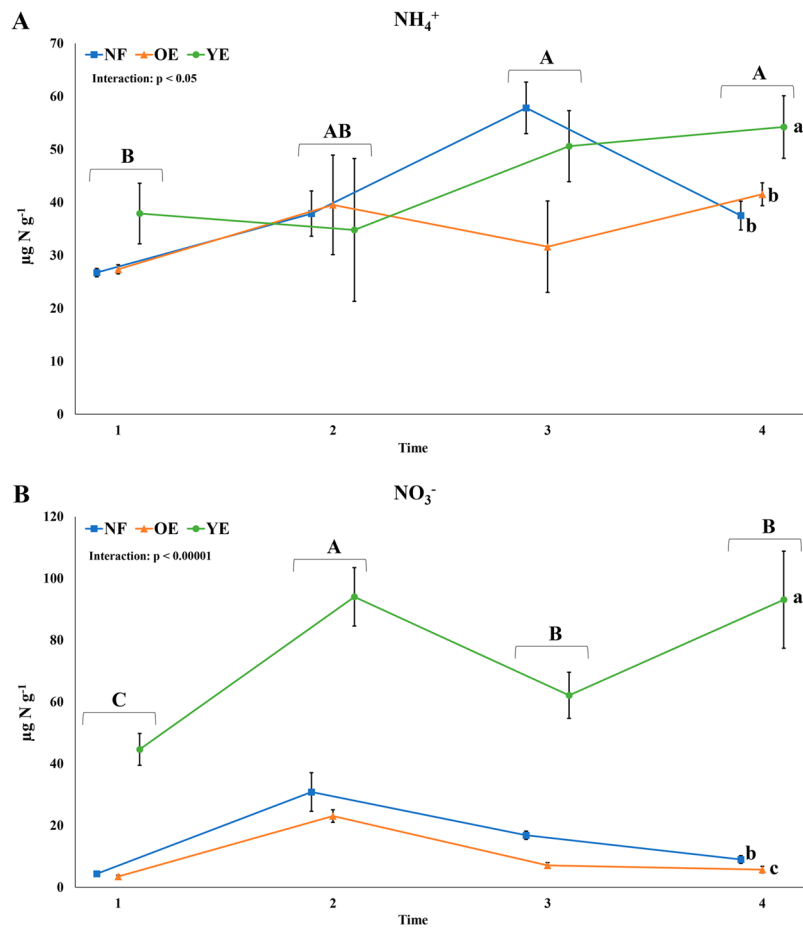 A
NH₄⁺
70
NF OE YE
Interaction: p < 0.05
A
A
60
AB
a
50
B
40
b
b
µg N g⁻¹
30
20
10
0
1 2 3 4
Time
B
NO₃⁻
120
NF OE YE
Interaction: p < 0.00001
B
A
100
a
80
B
60
C
µg N g⁻¹
40
20
b
c
0
1 2 3 4
Time